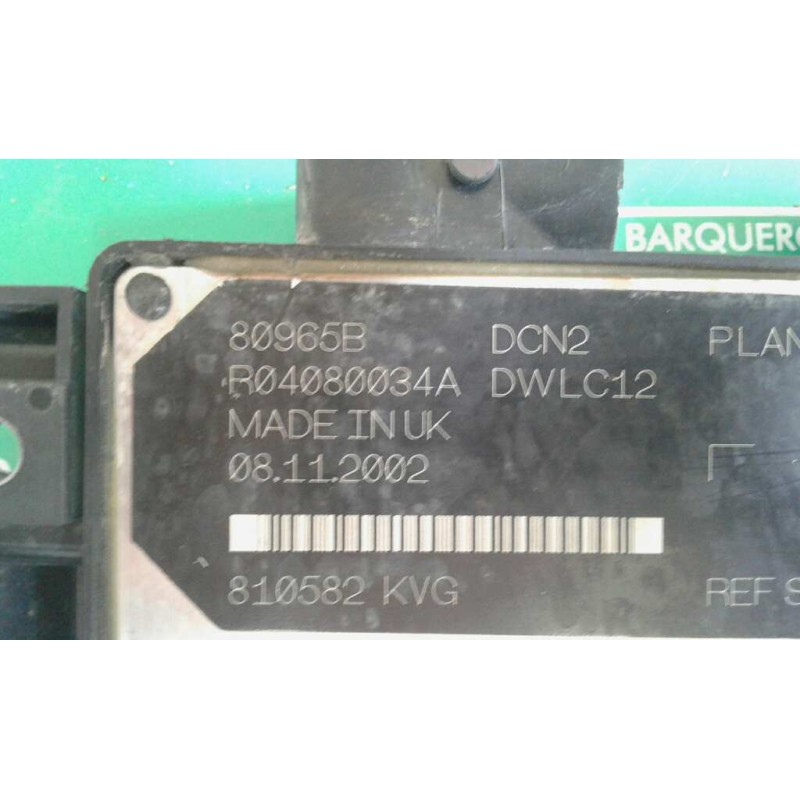 BARQUERO
80965B DCN2 PLAN
R04080034A DWLC12
MADE IN UK
08.11.2002
810582 KVG REF S